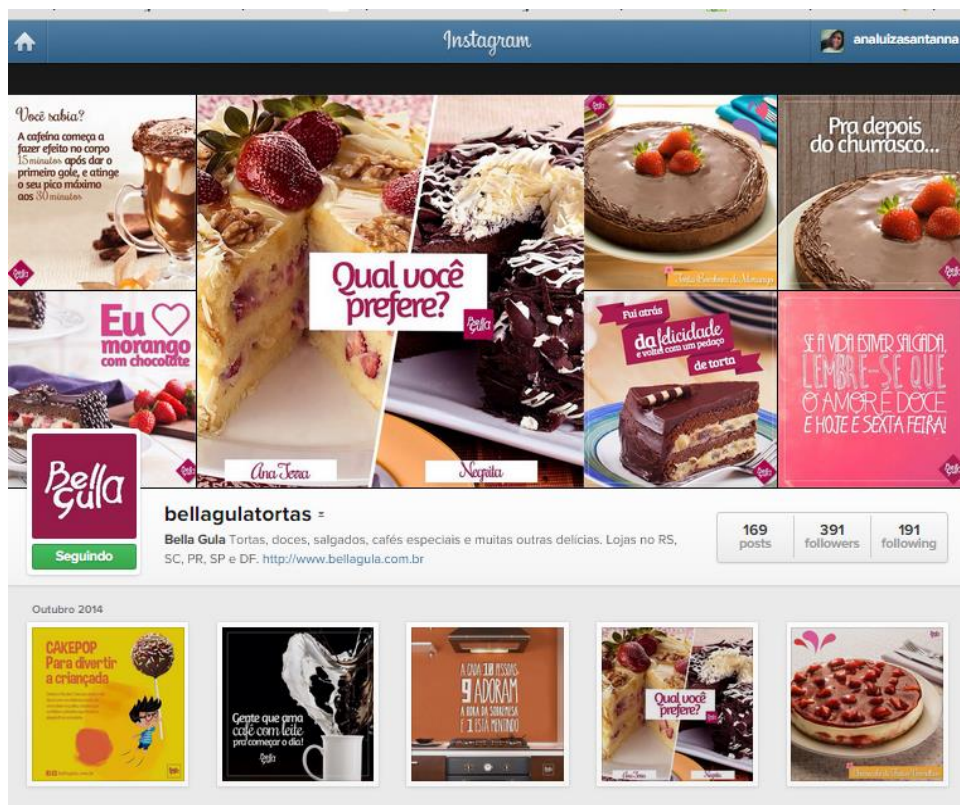 Instagram
analuizasantanna
Você sabia?
A cafeína começa a
fazer efeito no corpo
15 minutos após dar o
primeiro gole, e atinge
o seu pico máximo
aos 30 minutos
Bella Gula
Qual você
prefere?
Bella Gula
Ana Terra
Negrita
Pra depois
do churrasco...
Eu
morango
com chocolate
Fui atrás
da felicidade
e voltei com um pedaço
de torta
SE A VIDA ESTIVER SALGADA,
LEMBRE-SE QUE
O AMOR É DOCE
E HOJE É SEXTA FEIRA!
Bella
Gula
Seguindo
bellagulatortas
Bella Gula Tortas, doces, salgados, cafés especiais e muitas outras delícias. Lojas no RS,
SC, PR, SP e DF. http://www.bellagula.com.br
169
posts
391
followers
191
following
Outubro 2014
CAKEPOP
Para divertir
a criançada
Gente que ama
café com leite
pra começar o dia!
A CADA 10 PESSOAS,
9 ADORAM
A HORA DA SOBREMESA
E 1 ESTÁ MENTINDO
Qual você
prefere?
Ana Terra
Negrita